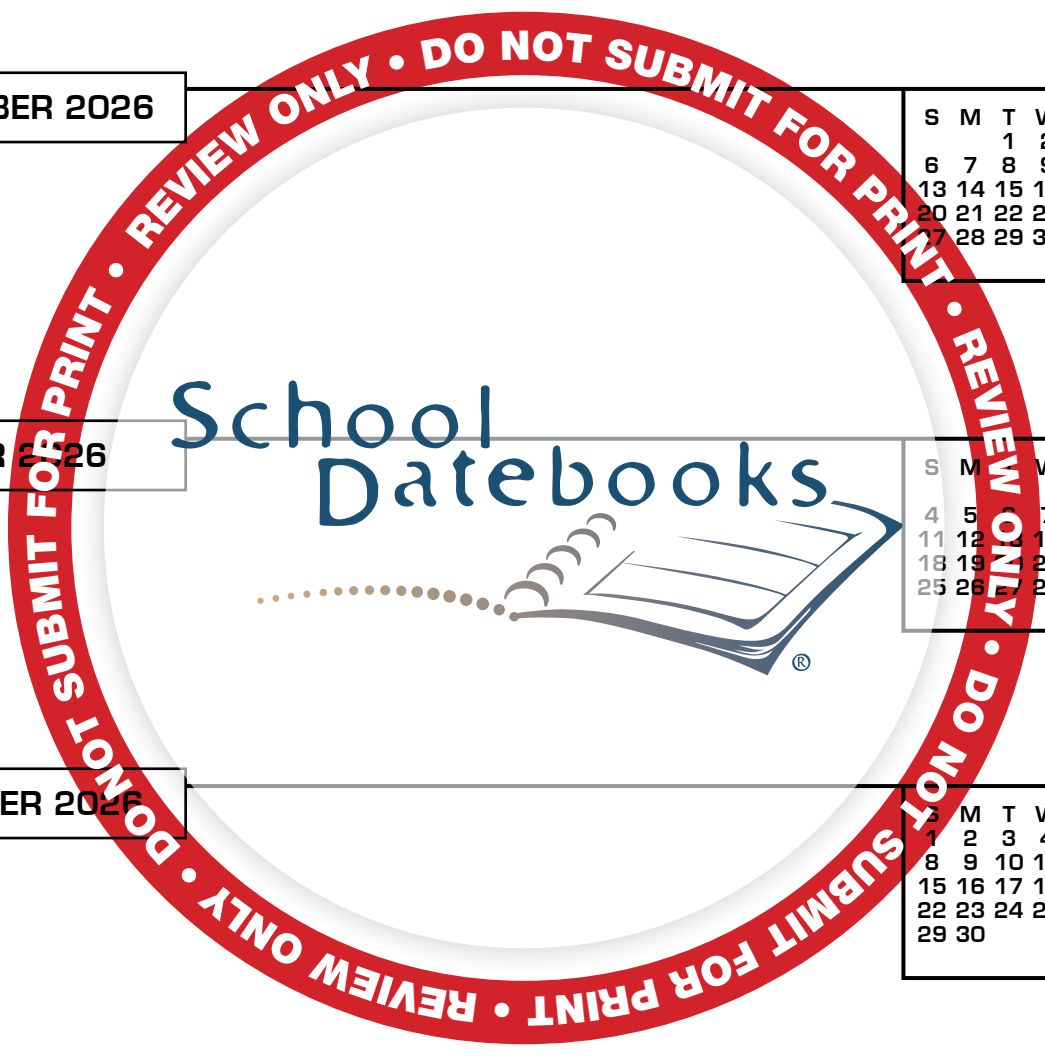 REVIEW ONLY • DO NOT SUBMIT FOR PRINT • REVIEW ONLY • DO NOT SUBMIT FOR PRINT • REVIEW ONLY • DO NOT SUBMIT FOR PRINT •
BER 2026
S M T
1
6 7 8
13 14 15
20 21 22
27 28 29
School
Datebooks
®
R 2026
S M
4 5
11 12
18 19
25 26 27
ER 2026
S M T
1 2 3
8 9 10
15 16 17
22 23 24
29 30